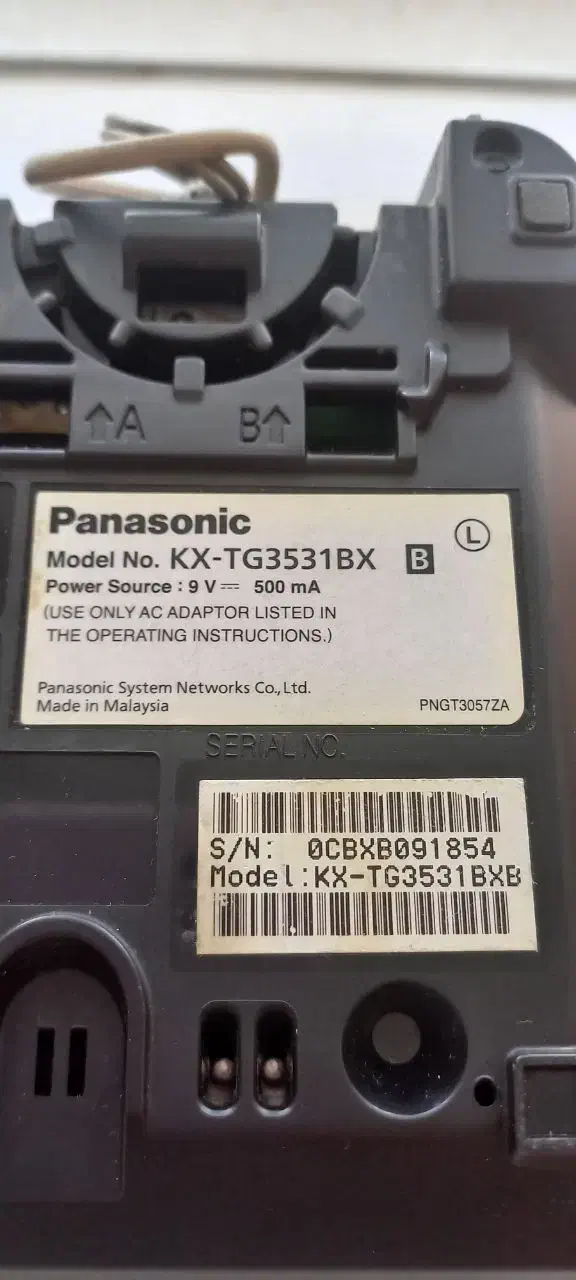 ⇧A B⇧
Panasonic
Ⓛ
Model No. KX-TG3531BX B
Power Source : 9 V ⎓ 500 mA
(USE ONLY AC ADAPTOR LISTED IN
THE OPERATING INSTRUCTIONS.)
Panasonic System Networks Co., Ltd.
Made in Malaysia PNGT3057ZA
SERIAL NO.
S/N: 0CBXB091854
Model:KX-TG3531BXB